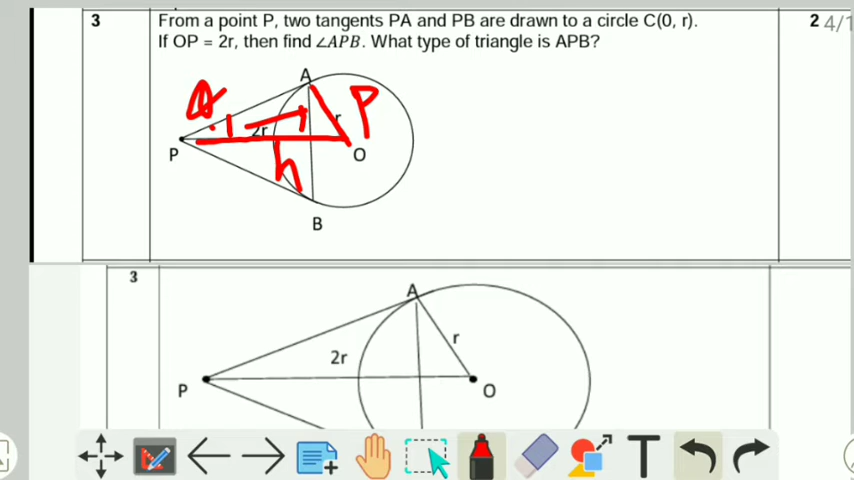 3 From a point P, two tangents PA and PB are drawn to a circle C(0, r). 2 4/1
If OP = 2r, then find ∠APB. What type of triangle is APB?
A
r P
2r
P h O
B
3
A
r
2r
P O
T